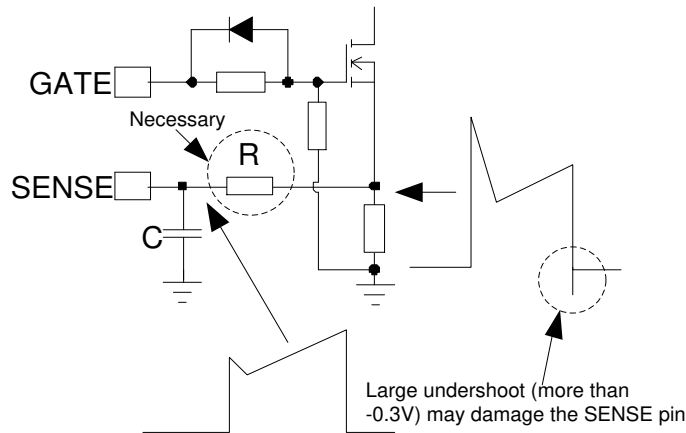 GATE
Necessary
R
SENSE
C
Large undershoot (more than
-0.3V) may damage the SENSE pin